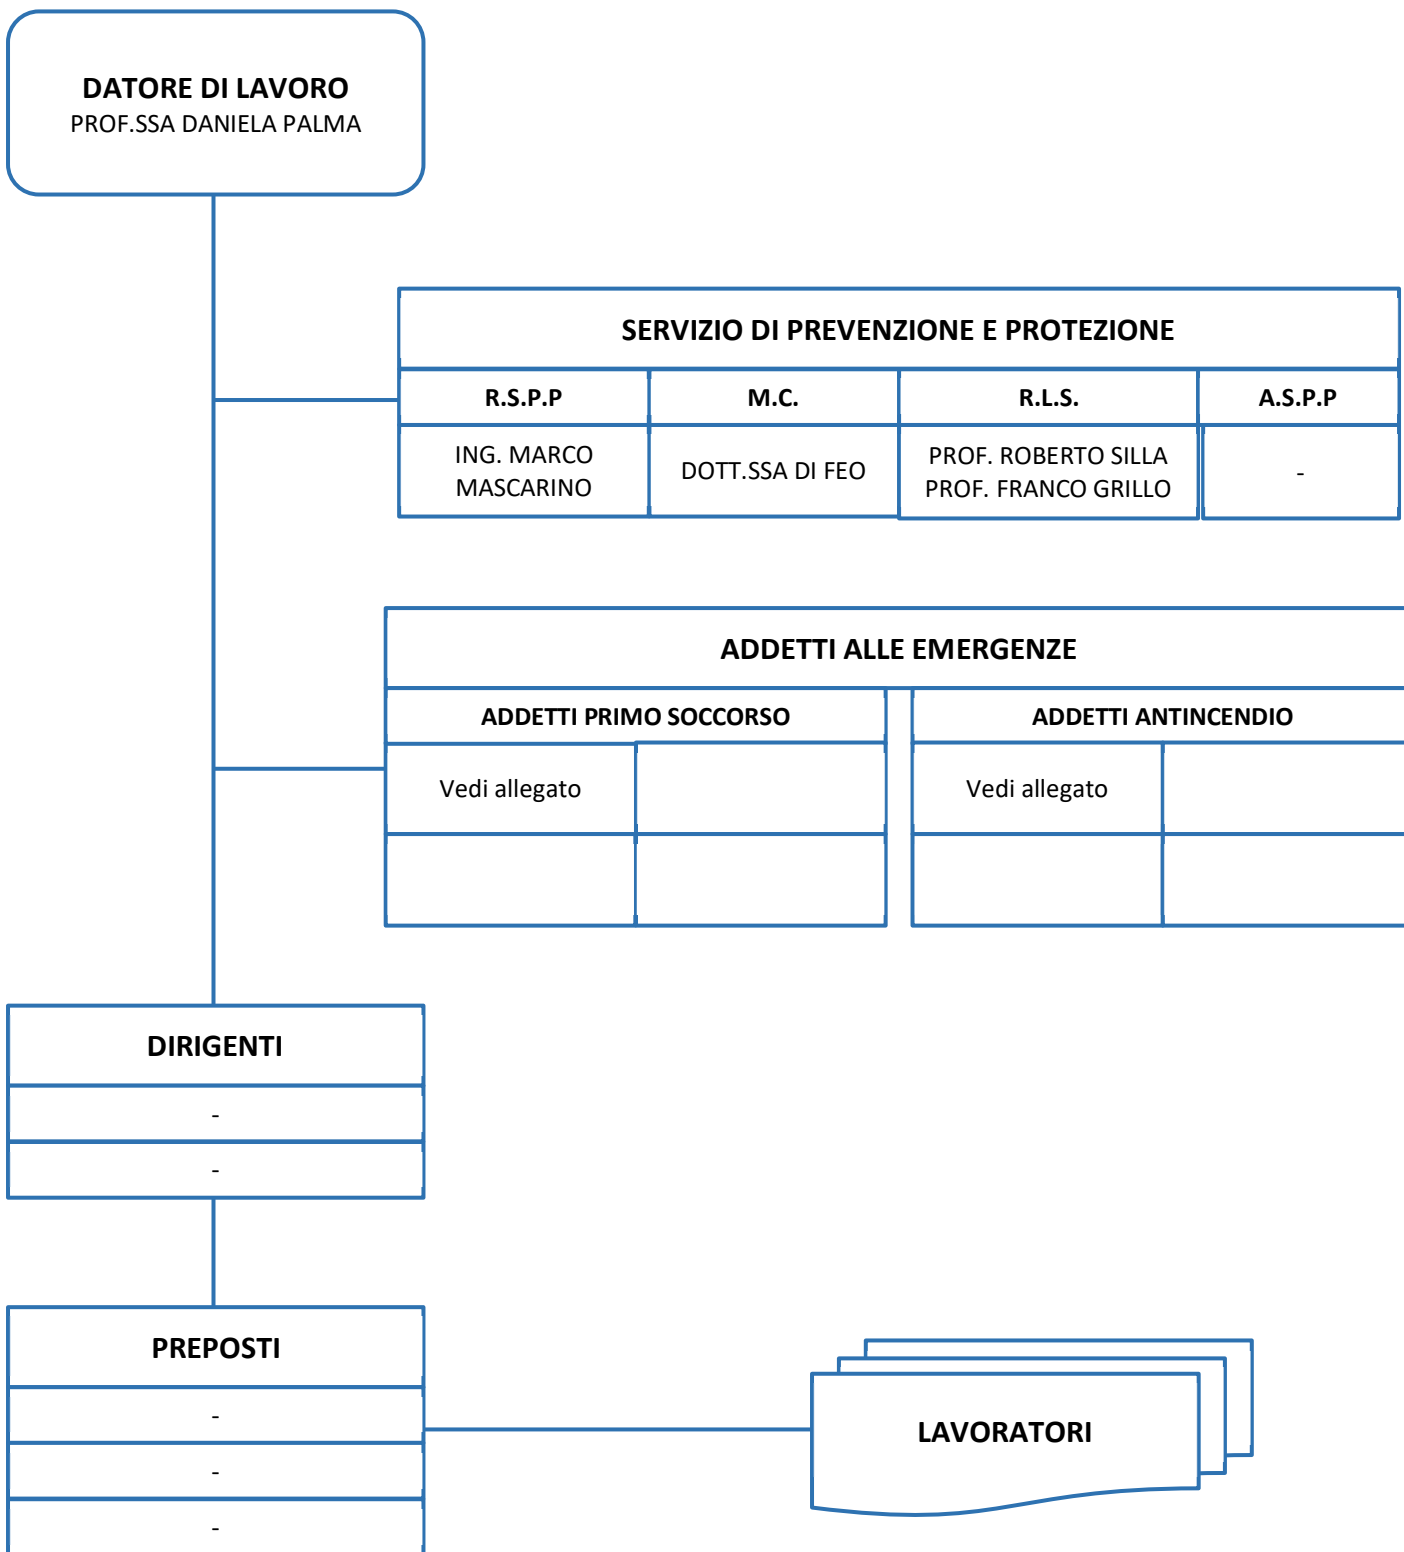 DATORE DI LAVORO
PROF.SSA DANIELA PALMA
SERVIZIO DI PREVENZIONE E PROTEZIONE
R.S.P.P
M.C.
R.L.S.
A.S.P.P
ING. MARCO
MASCARINO
DOTT.SSA DI FEO
PROF. ROBERTO SILLA
PROF. FRANCO GRILLO
-
ADDETTI ALLE EMERGENZE
ADDETTI PRIMO SOCCORSO
ADDETTI ANTINCENDIO
Vedi allegato
Vedi allegato
DIRIGENTI
-
-
PREPOSTI
-
-
-
LAVORATORI